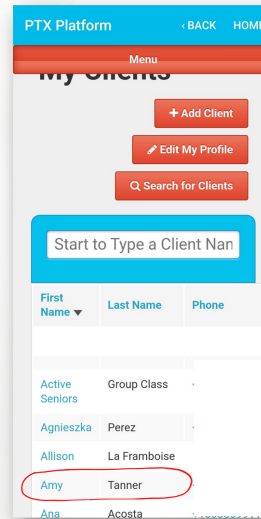 PTX Platform ‹ BACK HOME
Menu
My Clients
+ Add Client
Edit My Profile
Search for Clients
Start to Type a Client Nan
First Last Name Phone
Name ▼
Active Group Class
Seniors
Agnieszka Perez
Allison La Framboise
Amy Tanner
Ana Acosta